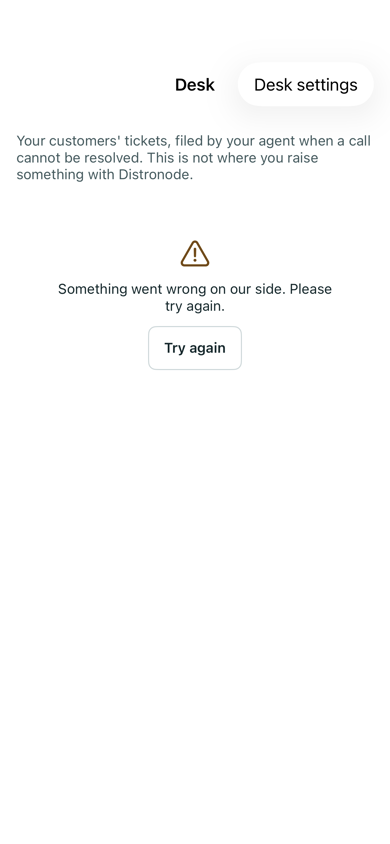 Desk
Desk settings
Your customers' tickets, filed by your agent when a call
cannot be resolved. This is not where you raise
something with Distronode.
Something went wrong on our side. Please
try again.
Try again